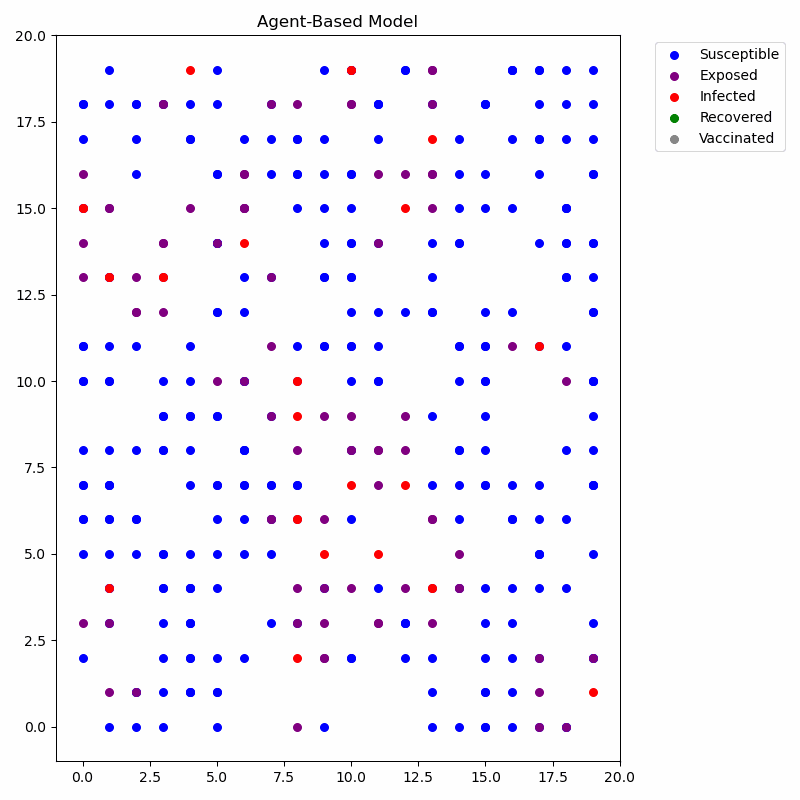 Agent-Based Model
20.0
17.5
15.0
12.5
10.0
7.5
5.0
2.5
0.0
0.0 2.5 5.0 7.5 10.0 12.5 15.0 17.5 20.0
Susceptible
Exposed
Infected
Recovered
Vaccinated